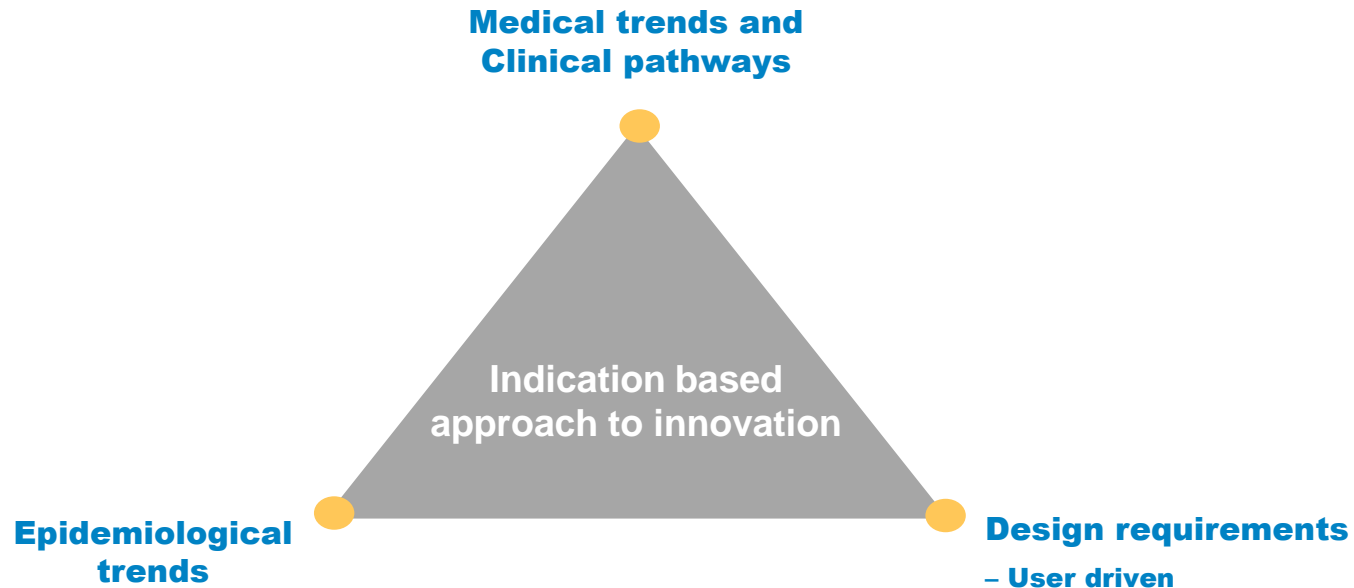 Medical trends and
Clinical pathways
Indication based
approach to innovation
Epidemiological
trends
Design requirements
– User driven